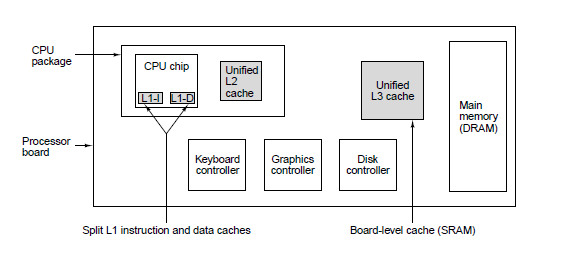 CPU
package
CPU chip
L1-I
L1-D
Unified
L2
cache
Unified
L3 cache
Main
memory
(DRAM)
Processor
board
Keyboard
controller
Graphics
controller
Disk
controller
Split L1 instruction and data caches
Board-level cache (SRAM)